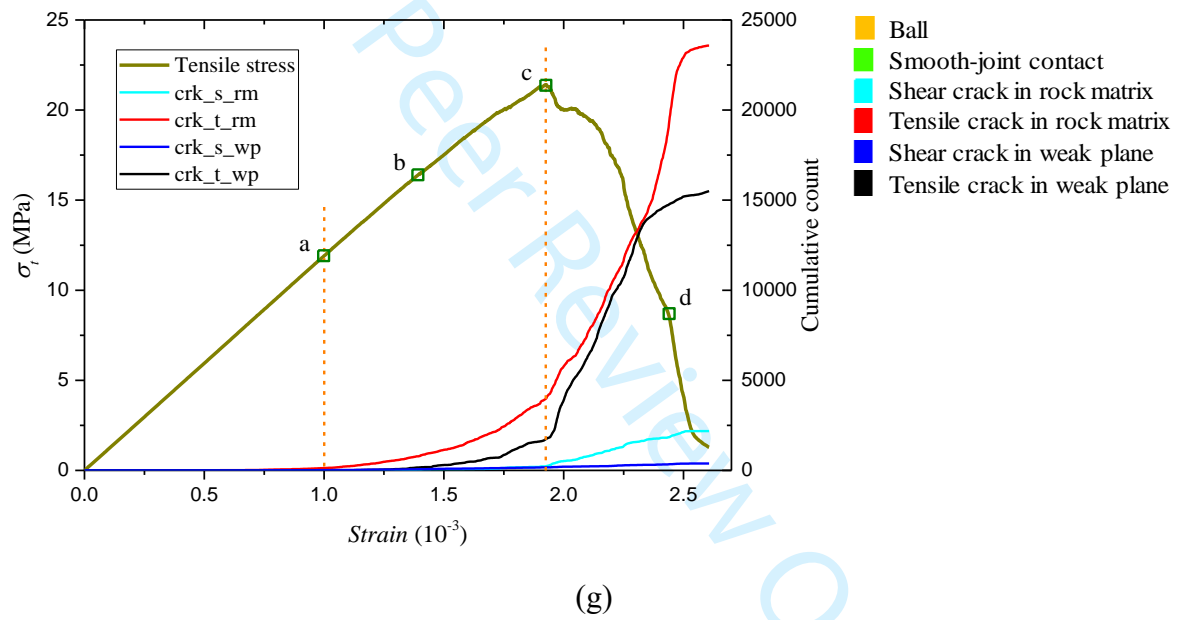 25
20
15
10
5
0
σt (MPa)
Tensile stress
crk_s_rm
crk_t_rm
crk_s_wp
crk_t_wp
a
b
c
d
25000
20000
15000
10000
5000
0
Cumulative count
0.0 0.5 1.0 1.5 2.0 2.5
Strain (10-3)
Ball
Smooth-joint contact
Shear crack in rock matrix
Tensile crack in rock matrix
Shear crack in weak plane
Tensile crack in weak plane
Peer Review O
(g)